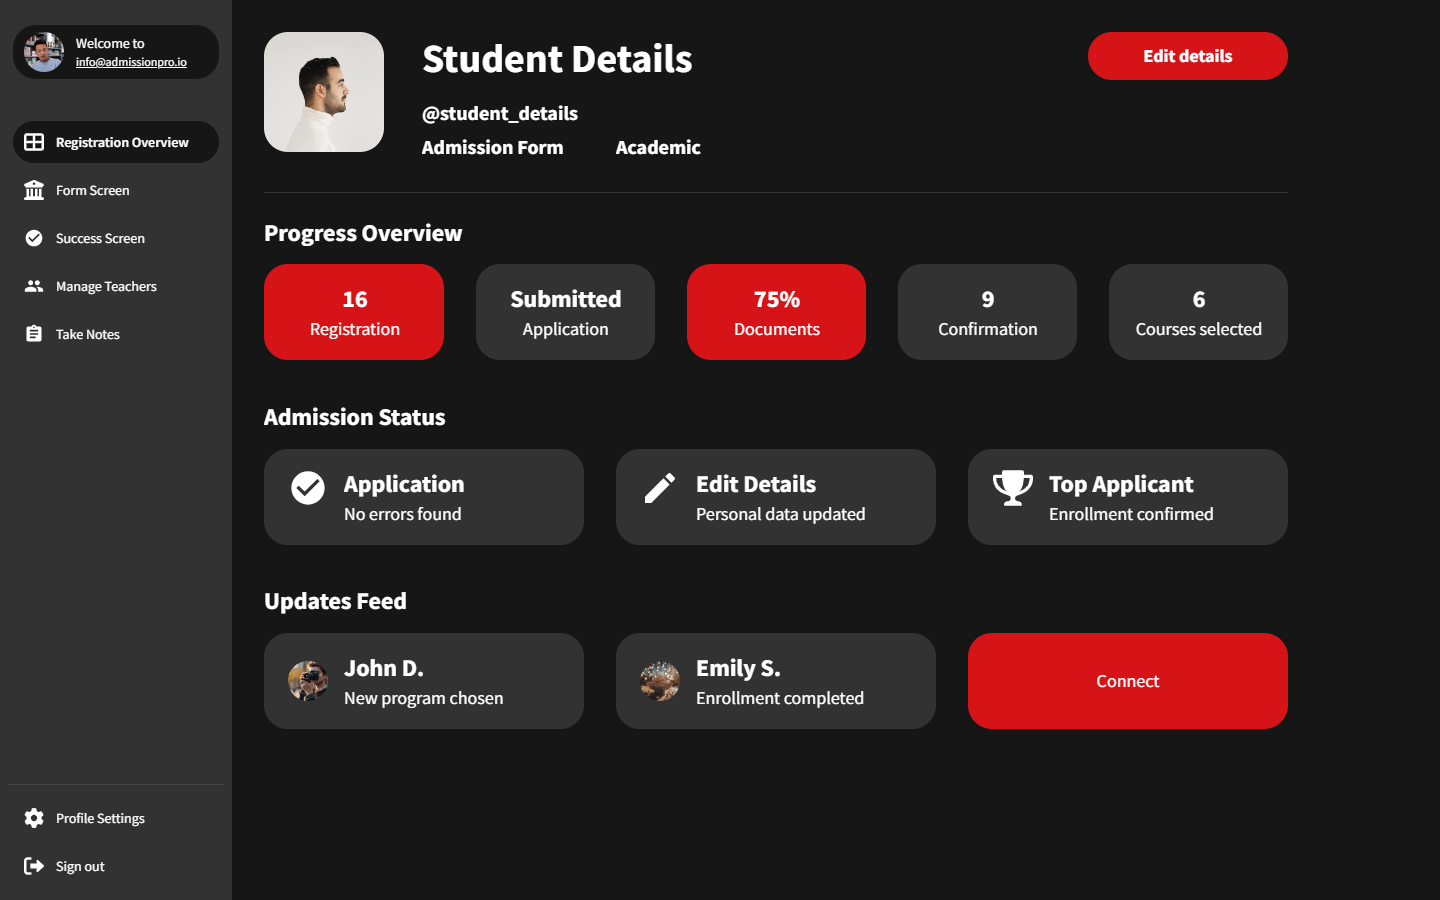 Welcome to
info@admissionpro.io
Registration Overview
Form Screen
Success Screen
Manage Teachers
Take Notes
Profile Settings
Sign out
Student Details
Edit details
@student_details
Admission Form Academic
Progress Overview
16
Registration
Submitted
Application
75%
Documents
9
Confirmation
6
Courses selected
Admission Status
Application
No errors found
Edit Details
Personal data updated
Top Applicant
Enrollment confirmed
Updates Feed
John D.
New program chosen
Emily S.
Enrollment completed
Connect